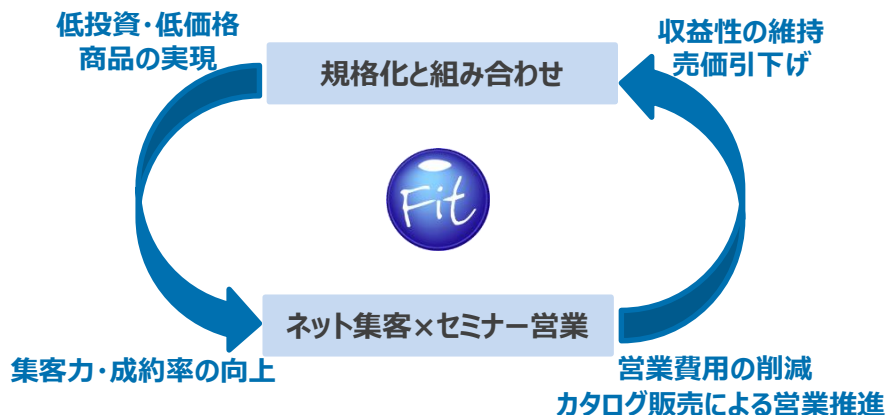 低投資・低価格
商品の実現
規格化と組み合わせ
収益性の維持
売価引下げ
Fit
ネット集客×セミナー営業
集客力・成約率の向上
営業費用の削減
カタログ販売による営業推進